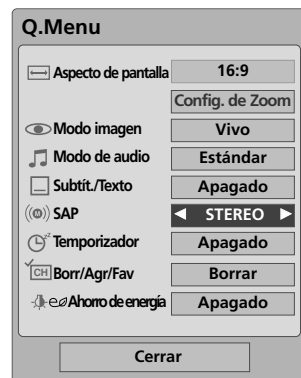 Q.Menu
Aspecto de pantalla 16:9
Config. de Zoom
Modo imagen Vivo
Modo de audio Estándar
Subtít./Texto Apagado
SAP ◀ STEREO ▶
Temporizador Apagado
CH Borr/Agr/Fav Borrar
Ahorro de energía Apagado
Cerrar